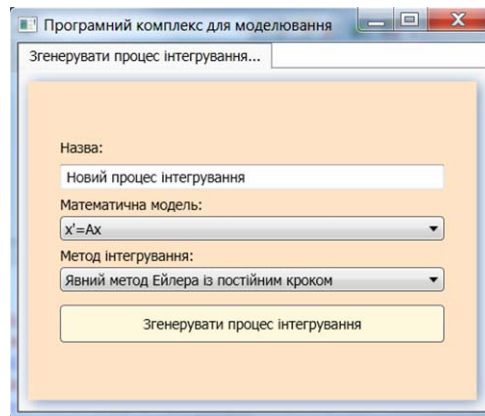 Програмний комплекс для моделювання
Згенерувати процес інтегрування...
Назва:
Новий процес інтегрування
Математична модель:
x'=Ax
Метод інтегрування:
Явний метод Ейлера із постійним кроком
Згенерувати процес інтегрування